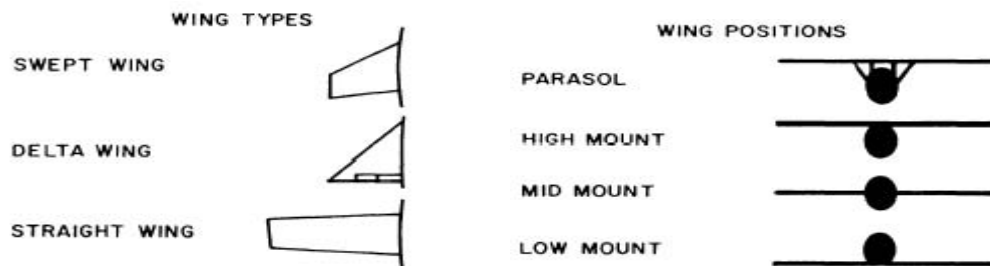 WING TYPES
SWEPT WING
DELTA WING
STRAIGHT WING
WING POSITIONS
PARASOL
HIGH MOUNT
MID MOUNT
LOW MOUNT